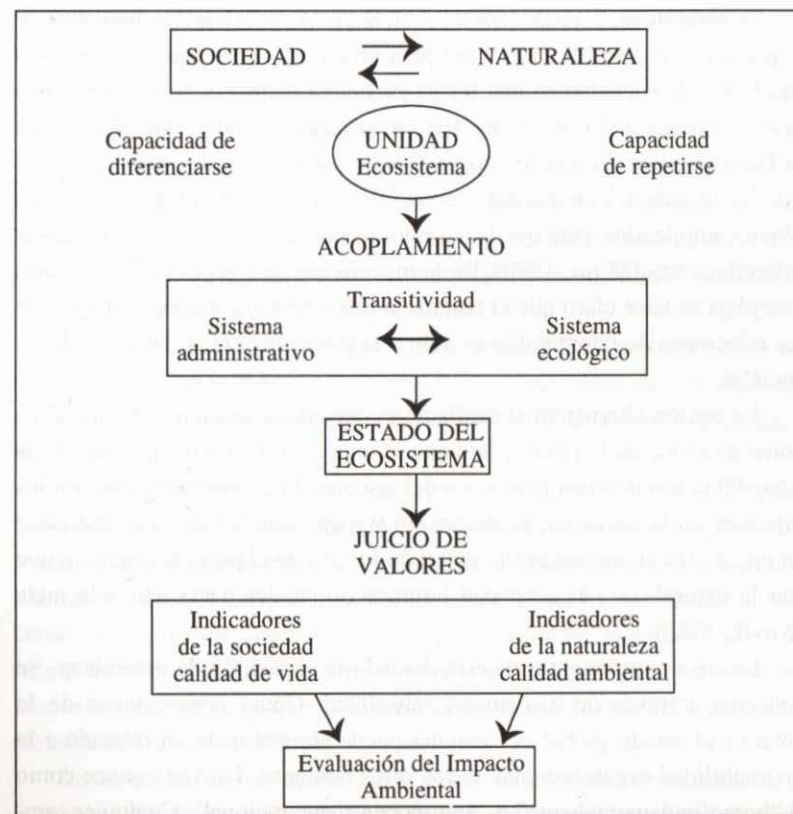 SOCIEDAD NATURALEZA
Capacidad de
diferenciarse
UNIDAD
Ecosistema
Capacidad
de repetirse
ACOPLAMIENTO
Transitividad
Sistema
administrativo
Sistema
ecológico
ESTADO DEL
ECOSISTEMA
JUICIO DE
VALORES
Indicadores
de la sociedad
calidad de vida
Indicadores
de la naturaleza
calidad ambiental
Evaluación del Impacto
Ambiental